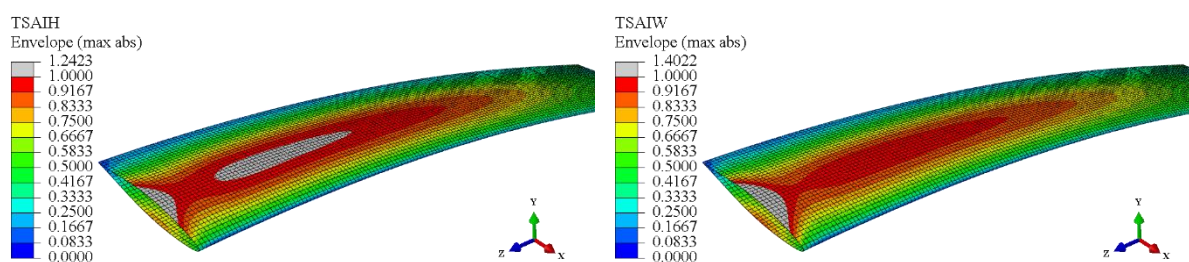 TSAIH
Envelope (max abs)
1.2423
1.0000
0.9167
0.8333
0.7500
0.6667
0.5833
0.5000
0.4167
0.3333
0.2500
0.1667
0.0833
0.0000
Y
Z
X
TSAIW
Envelope (max abs)
1.4022
1.0000
0.9167
0.8333
0.7500
0.6667
0.5833
0.5000
0.4167
0.3333
0.2500
0.1667
0.0833
0.0000
Y
Z
X